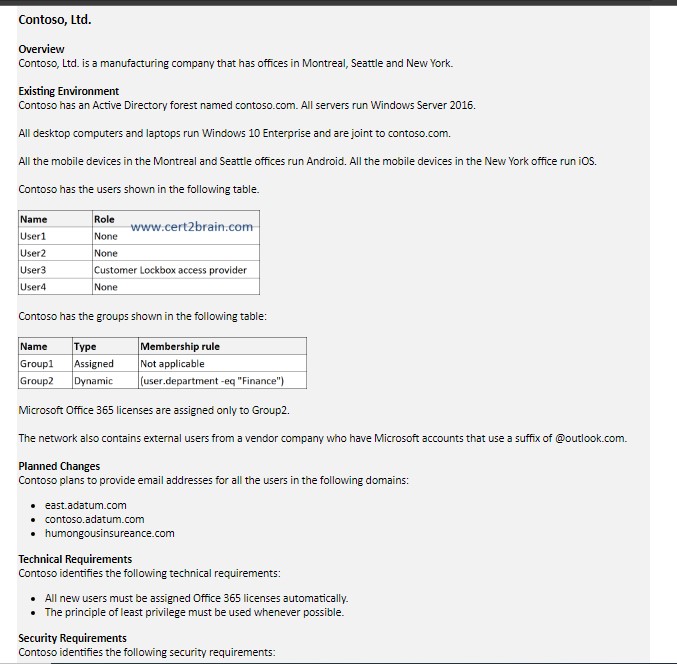 Contoso, Ltd.
Overview
Contoso, Ltd. is a manufacturing company that has offices in Montreal, Seattle and New York.
Existing Environment
Contoso has an Active Directory forest named contoso.com. All servers run Windows Server 2016.
All desktop computers and laptops run Windows 10 Enterprise and are joint to contoso.com.
All the mobile devices in the Montreal and Seattle offices run Android. All the mobile devices in the New York office run iOS.
Contoso has the users shown in the following table.
Name Role
www.cert2brain.com
User1 None
User2 None
User3 Customer Lockbox access provider
User4 None
Contoso has the groups shown in the following table:
Name Type Membership rule
Group1 Assigned Not applicable
Group2 Dynamic (user.department -eq "Finance")
Microsoft Office 365 licenses are assigned only to Group2.
The network also contains external users from a vendor company who have Microsoft accounts that use a suffix of @outlook.com.
Planned Changes
Contoso plans to provide email addresses for all the users in the following domains:
• east.adatum.com
• contoso.adatum.com
• humongousinsureance.com
Technical Requirements
Contoso identifies the following technical requirements:
• All new users must be assigned Office 365 licenses automatically.
• The principle of least privilege must be used whenever possible.
Security Requirements
Contoso identifies the following security requirements: